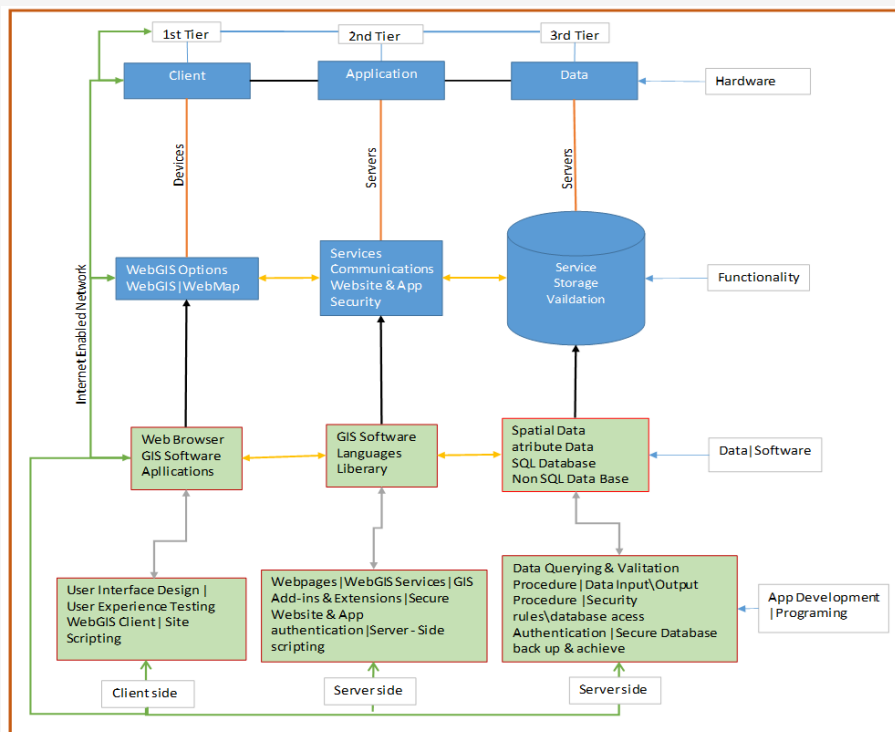 1st Tier
2nd Tier
3rd Tier
Client
Application
Data
Hardware
Devices
Servers
Servers
Internet Enabled Network
WebGIS Options
WebGIS|WebMap
Services
Communications
Website & App
Security
Service
Storage
Vaildation
Functionality
Web Browser
GIS Software
Apllications
GIS Software
Languages
Liberary
Spatial Data
atribute Data
SQL Database
Non SQL Data Base
Data|Software
User Interface Design |
User Experience Testing
WebGIS Client| Site
Scripting
Webpages|WebGIS Services|GIS
Add-ins & Extensions|Secure
Website & App
authentication|Server - Side
scripting
Data Querying & Valitation
Procedure|Data Input\Output
Procedure|Security
rules\database acess
Authentication|Secure Database
back up & achieve
App Development
|Programing
Client side
Server side
Server side